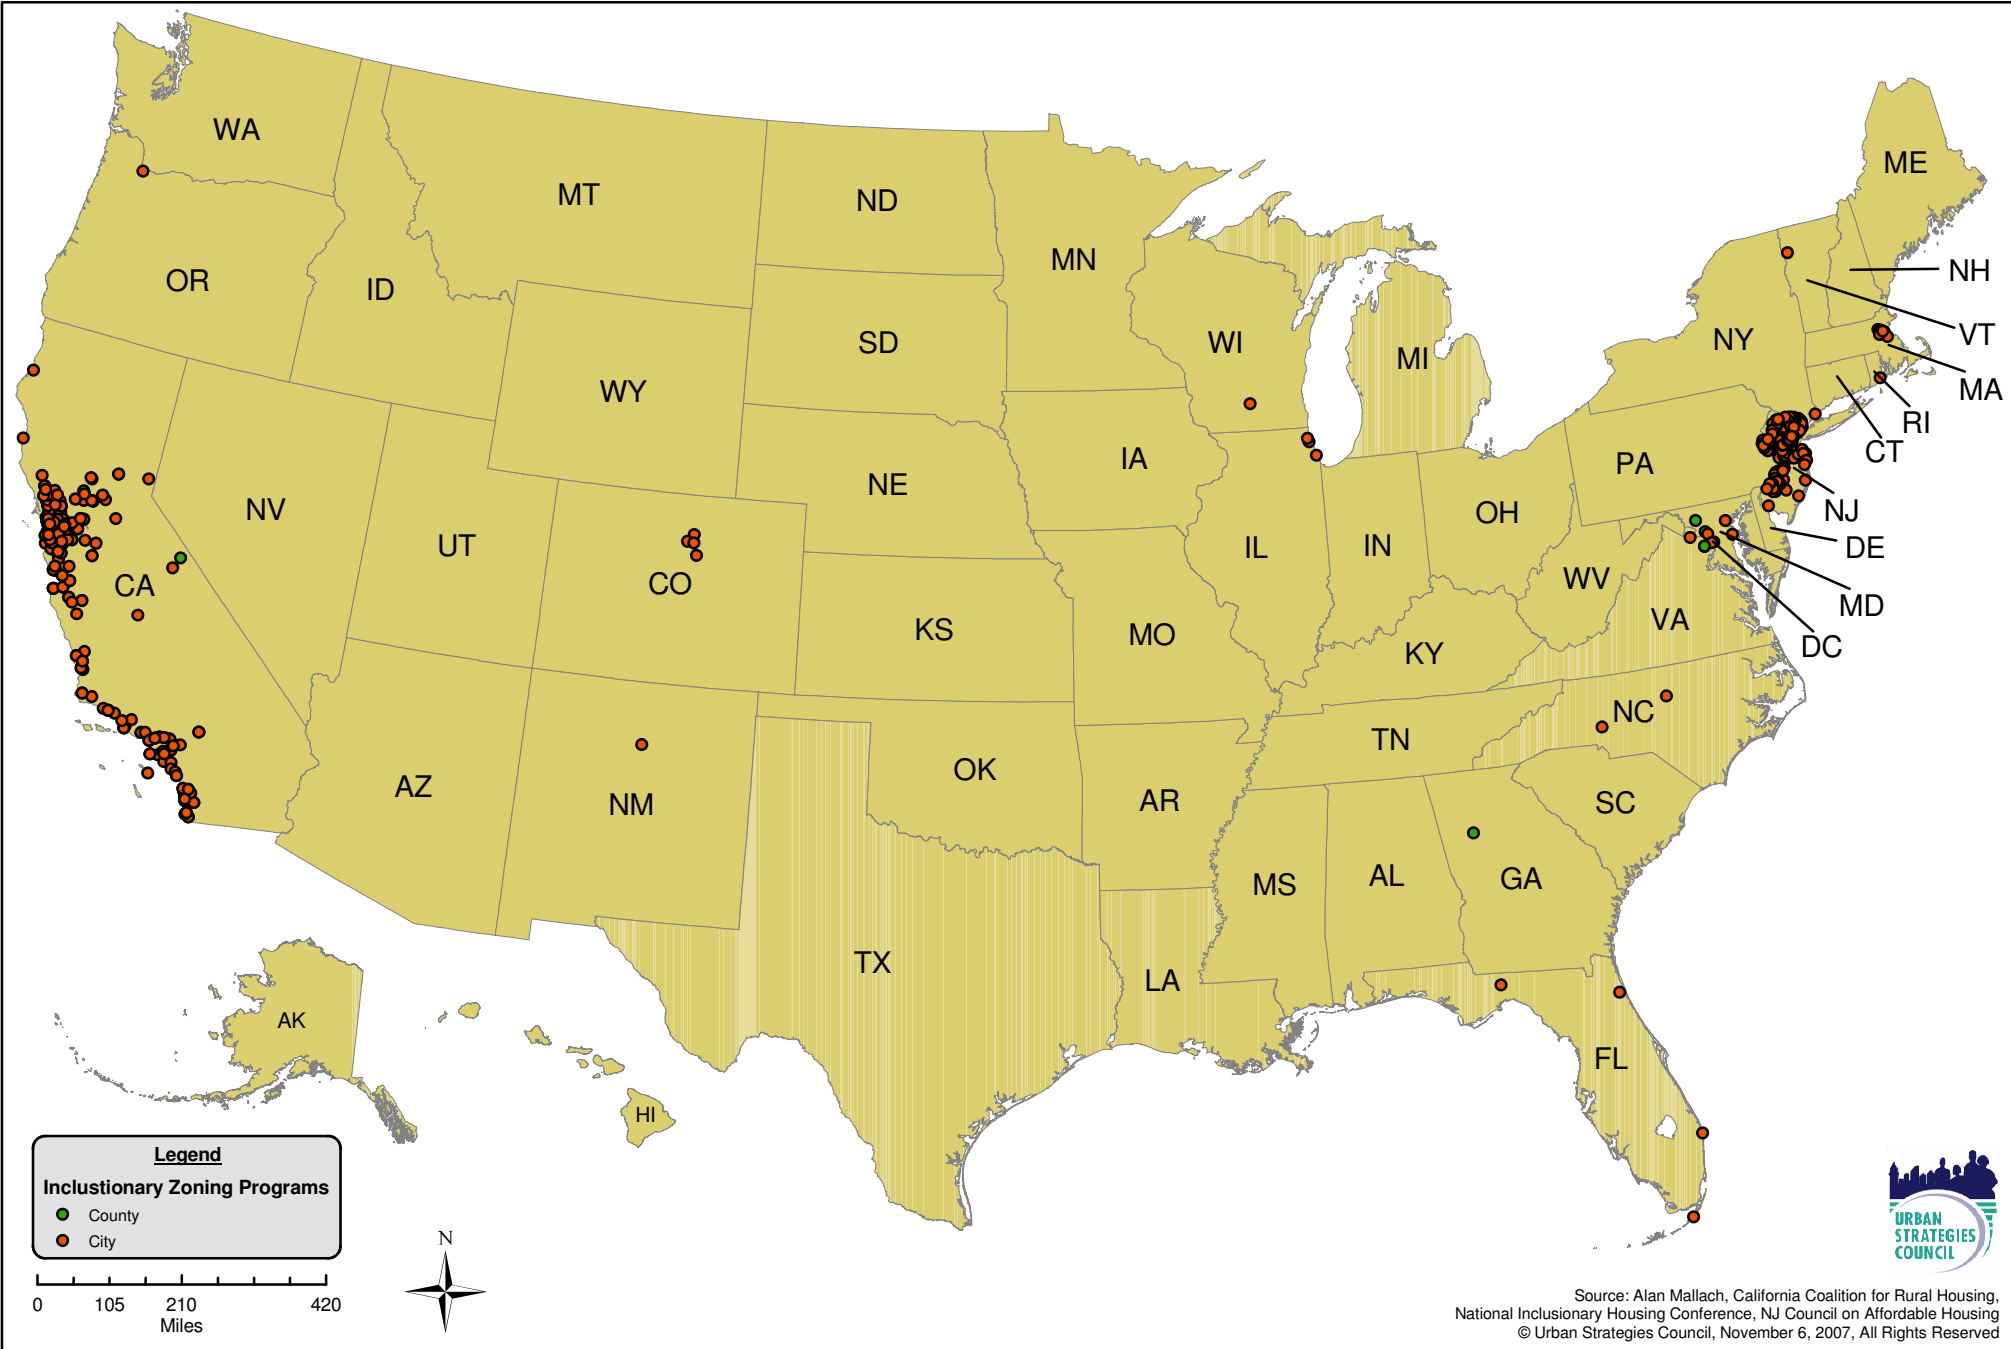 WA
MT
ND
MN
ME
OR
ID
SD
WI
MI
NY
NH
VT
MA
RI
CT
WY
IA
NE
PA
NV
UT
CO
IL
IN
OH
NJ
DE
MD
DC
CA
KS
MO
WV
VA
KY
NC
TN
AZ
NM
OK
AR
SC
MS
AL
GA
TX
LA
FL
AK
HI
Legend
Inclustionary Zoning Programs
County
City
0 105 210 420
Miles
N
URBAN
STRATEGIES
COUNCIL
Source: Alan Mallach, California Coalition for Rural Housing,
National Inclusionary Housing Conference, NJ Council on Affordable Housing
© Urban Strategies Council, November 6, 2007, All Rights Reserved